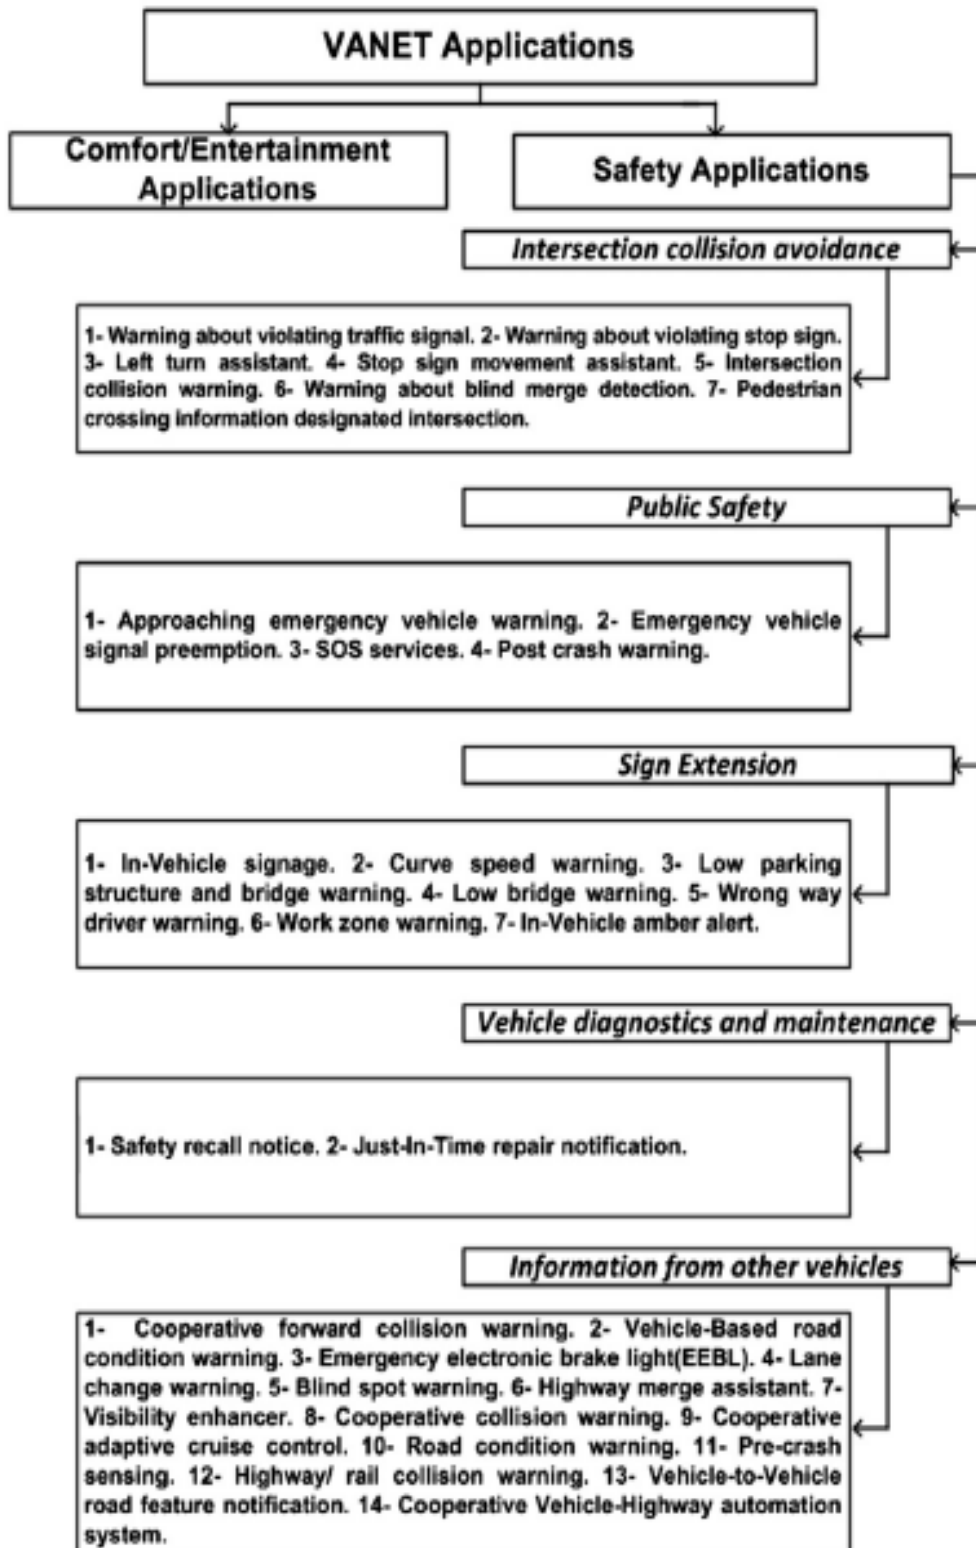 VANET Applications
Comfort/Entertainment
Applications
Safety Applications
Intersection collision avoidance
1- Warning about violating traffic signal. 2- Warning about violating stop sign.
3- Left turn assistant. 4- Stop sign movement assistant. 5- Intersection
collision warning. 6- Warning about blind merge detection. 7- Pedestrian
crossing information designated intersection.
Public Safety
1- Approaching emergency vehicle warning. 2- Emergency vehicle
signal preemption. 3- SOS services. 4- Post crash warning.
Sign Extension
1- In-Vehicle signage. 2- Curve speed warning. 3- Low parking
structure and bridge warning. 4- Low bridge warning. 5- Wrong way
driver warning. 6- Work zone warning. 7- In-Vehicle amber alert.
Vehicle diagnostics and maintenance
1- Safety recall notice. 2- Just-In-Time repair notification.
Information from other vehicles
1- Cooperative forward collision warning. 2- Vehicle-Based road
condition warning. 3- Emergency electronic brake light(EEBL). 4- Lane
change warning. 5- Blind spot warning. 6- Highway merge assistant. 7-
Visibility enhancer. 8- Cooperative collision warning. 9- Cooperative
adaptive cruise control. 10- Road condition warning. 11- Pre-crash
sensing. 12- Highway/ rail collision warning. 13- Vehicle-to-Vehicle
road feature notification. 14- Cooperative Vehicle-Highway automation
system.